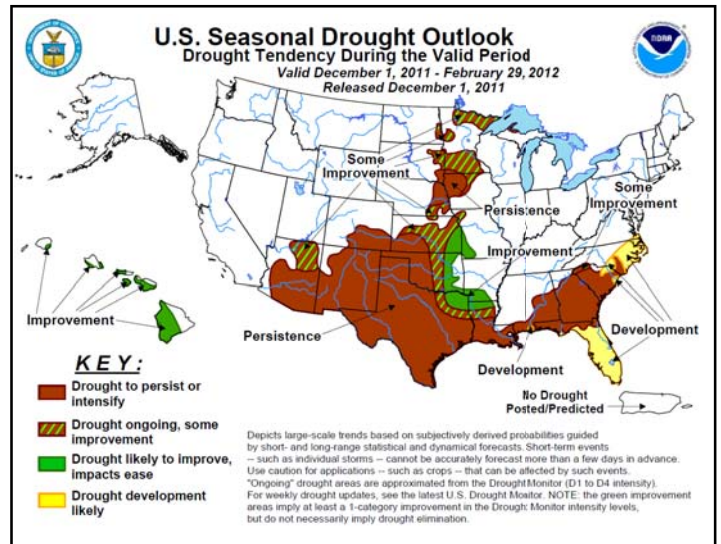 U.S. Seasonal Drought Outlook
Drought Tendency During the Valid Period
Valid December 1, 2011 - February 29, 2012
Released December 1, 2011
NOAA
Some
Improvement
Some
Improvement
Persistence
Improvement
Improvement
Persistence
Development
Development
No Drought
Posted/Predicted
KEY:
Drought to persist or
intensify
Drought ongoing, some
improvement
Drought likely to improve,
impacts ease
Drought development
likely
Depicts large-scale trends based on subjectively derived probabilities guided
by short- and long-range statistical and dynamical forecasts. Short-term events
-- such as individual storms -- cannot be accurately forecast more than a few days in advance.
Use caution for applications -- such as crops -- that can be affected by such events.
"Ongoing" drought areas are approximated from the Drought Monitor (D1 to D4 intensity).
For weekly drought updates, see the latest U.S. Drought Monitor. NOTE: the green improvement
areas imply at least a 1-category improvement in the Drought Monitor intensity levels,
but do not necessarily imply drought elimination.